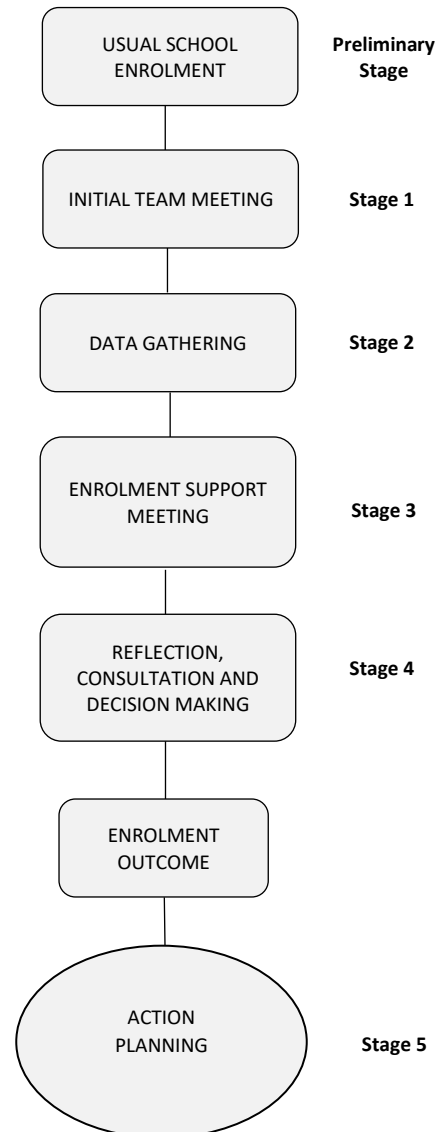 USUAL SCHOOL
ENROLMENT
Preliminary
Stage
INITIAL TEAM MEETING
Stage 1
DATA GATHERING
Stage 2
ENROLMENT SUPPORT
MEETING
Stage 3
REFLECTION,
CONSULTATION AND
DECISION MAKING
Stage 4
ENROLMENT
OUTCOME
ACTION
PLANNING
Stage 5